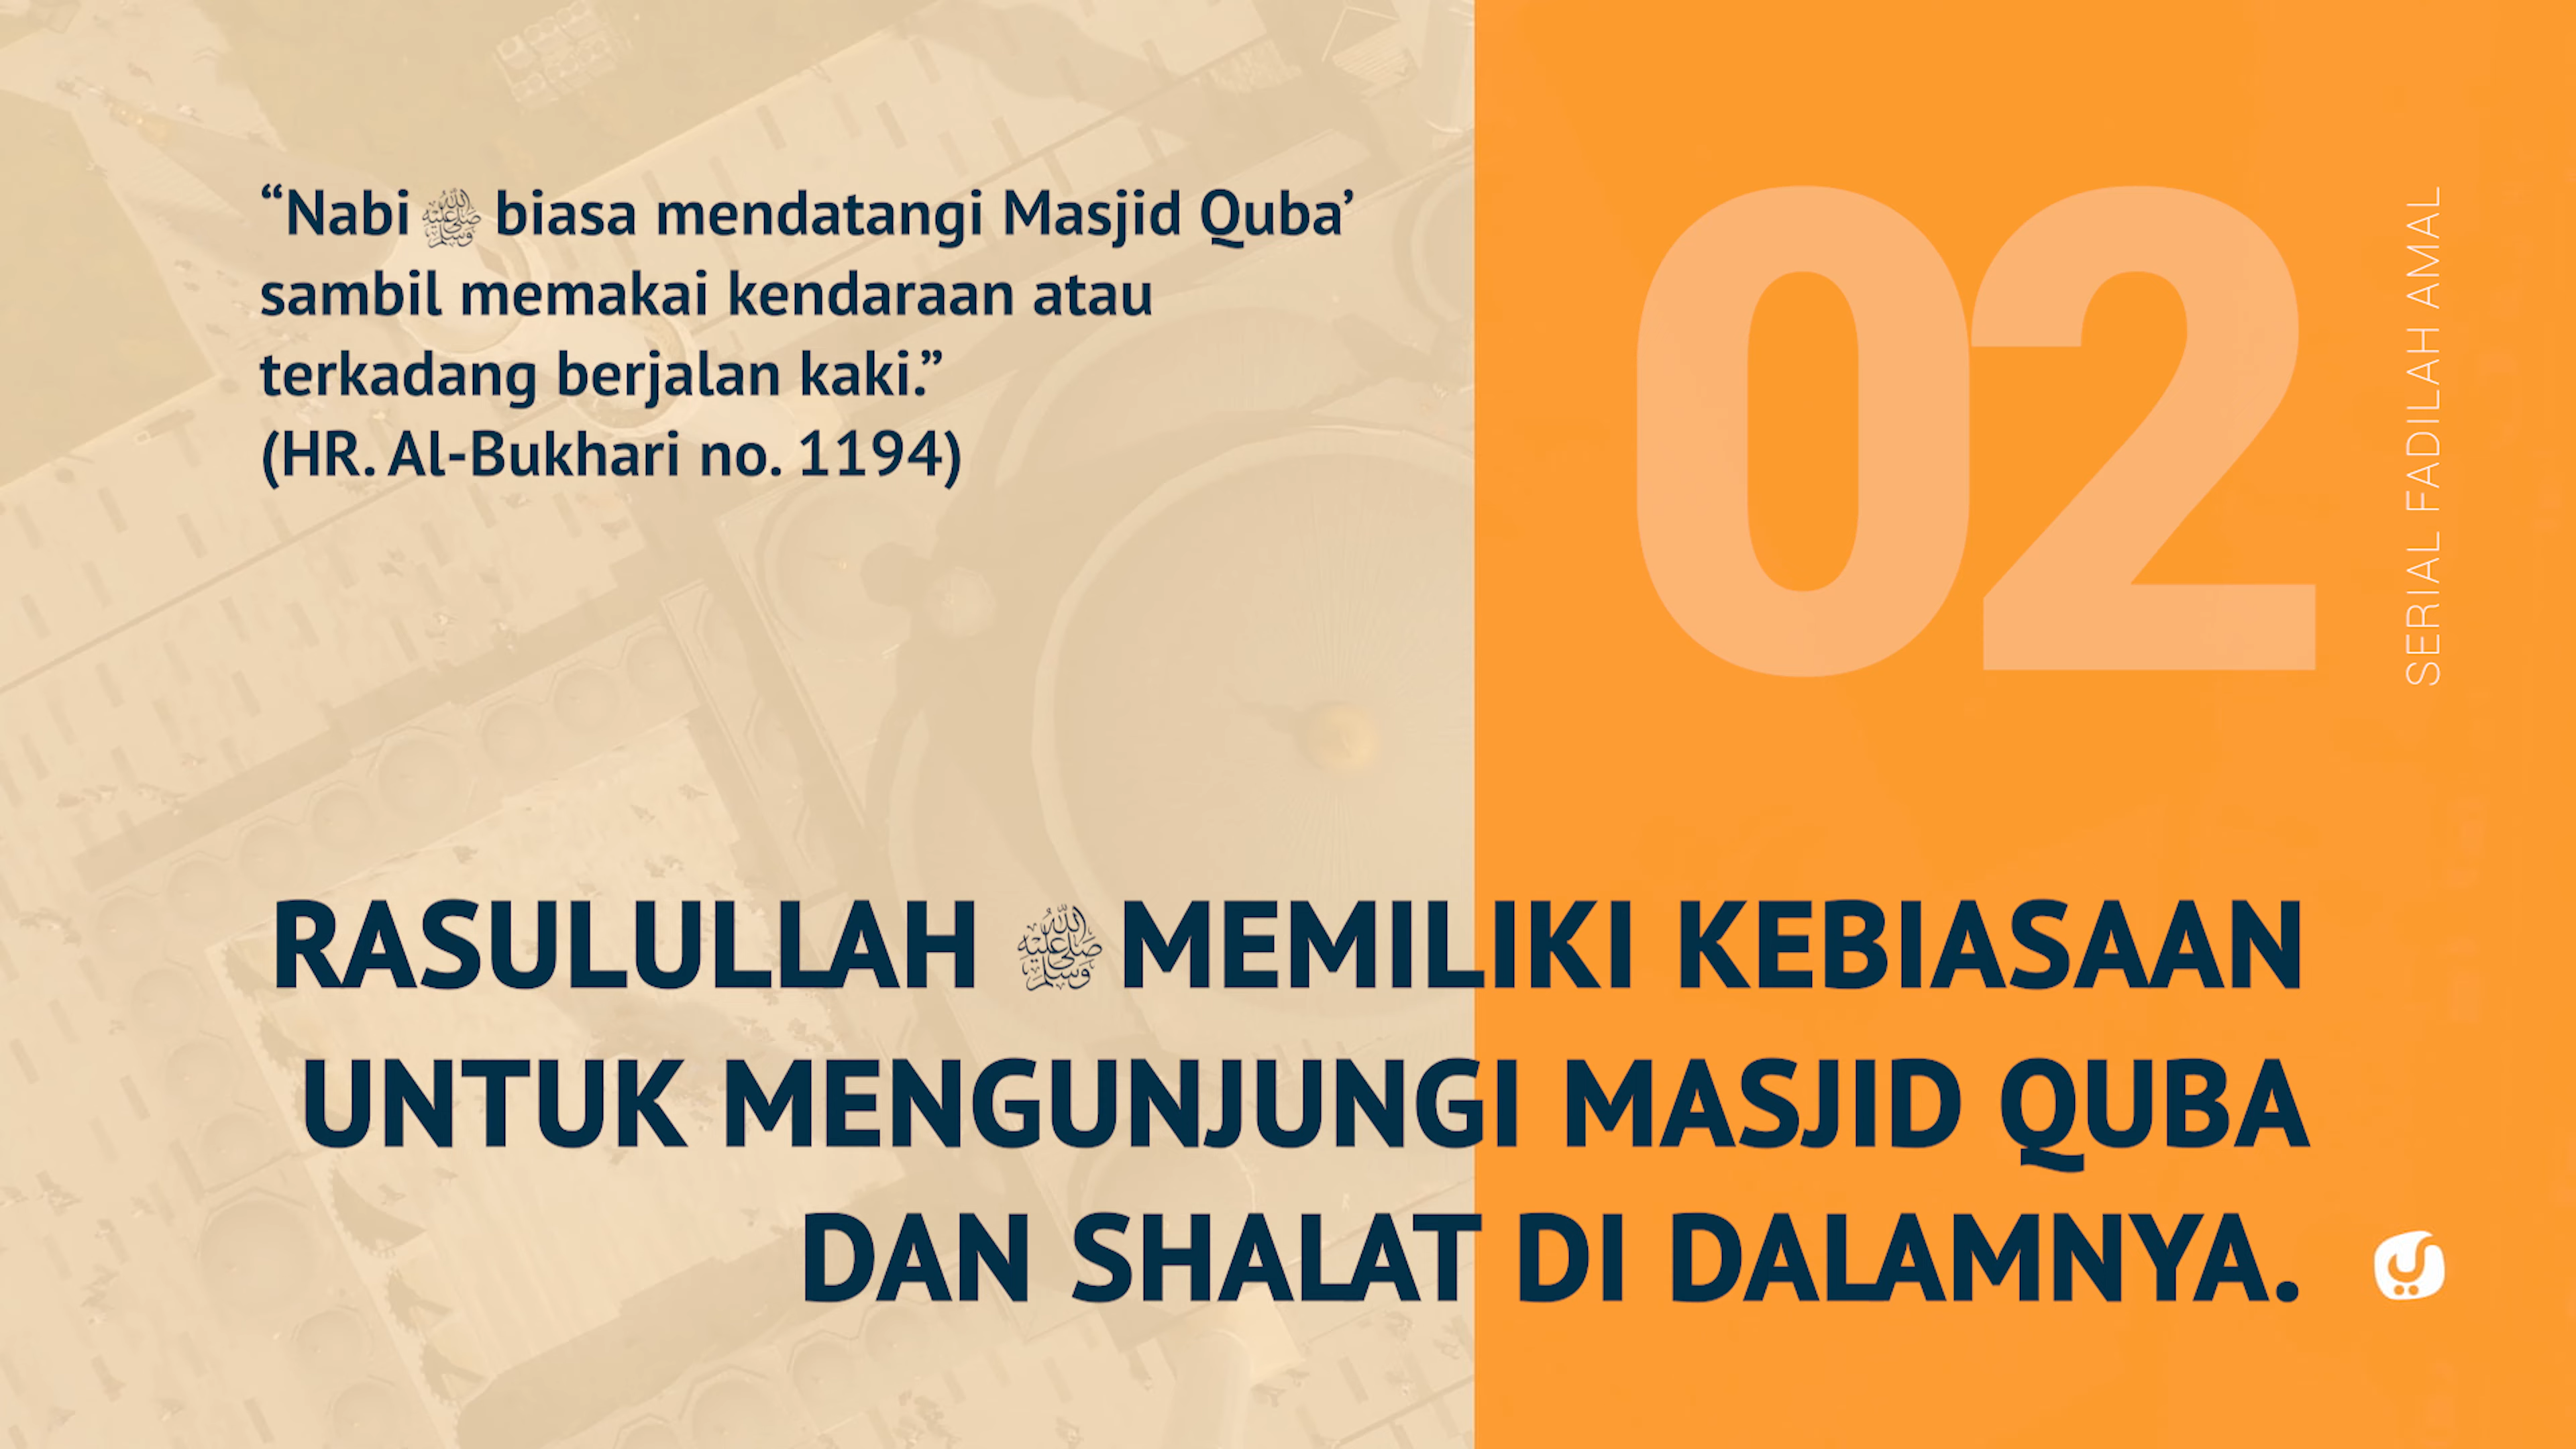 “Nabi ﷺ biasa mendatangi Masjid Quba’
sambil memakai kendaraan atau
terkadang berjalan kaki.”
(HR. Al-Bukhari no. 1194)
02
SERIAL FADILAH AMAL
RASULULLAH ﷺ MEMILIKI KEBIASAAN
UNTUK MENGUNJUNGI MASJID QUBA
DAN SHALAT DI DALAMNYA.